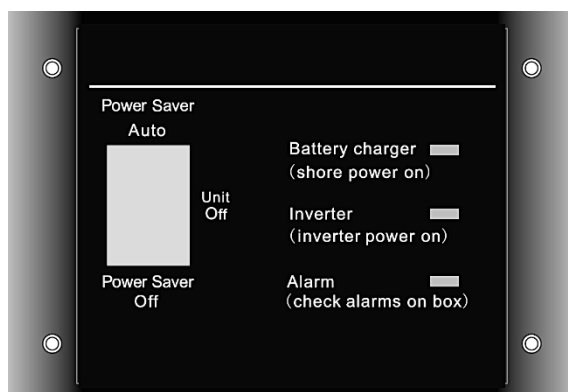 Power Saver
Auto
Unit
Off
Power Saver
Off
Battery charger
(shore power on)
Inverter
(inverter power on)
Alarm
(check alarms on box)